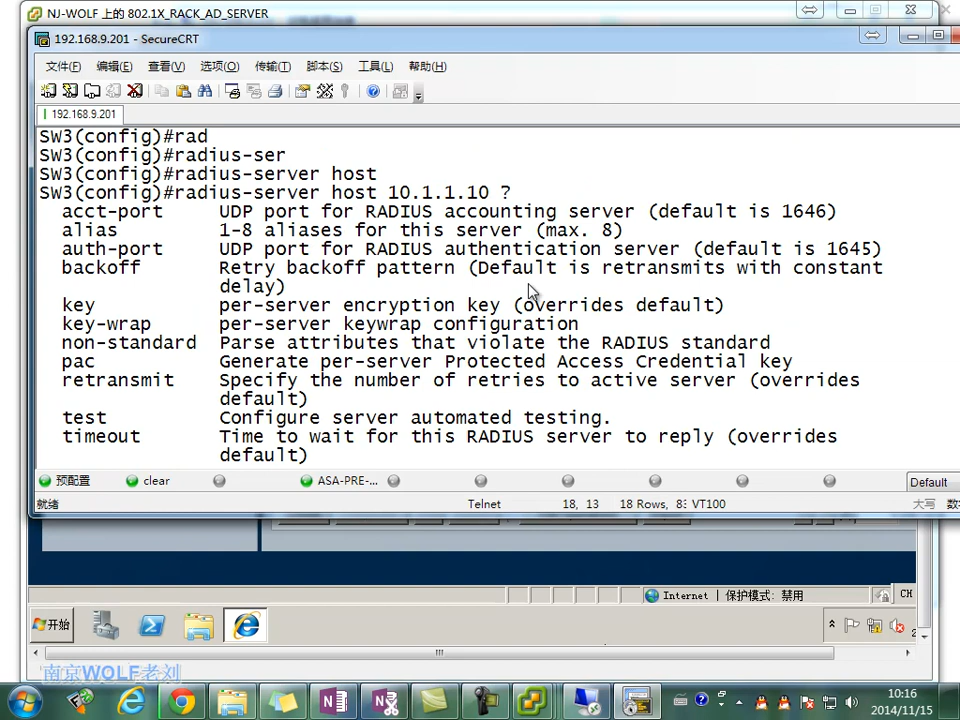 NJ-WOLF 上的 802.1X_RACK_AD_SERVER
192.168.9.201 - SecureCRT
文件(F) 编辑(E) 查看(V) 选项(O) 传输(T) 脚本(S) 工具(L) 帮助(H)
192.168.9.201
SW3(config)#rad
SW3(config)#radius-ser
SW3(config)#radius-server host
SW3(config)#radius-server host 10.1.1.10 ?
acct-port UDP port for RADIUS accounting server (default is 1646)
alias 1-8 aliases for this server (max. 8)
auth-port UDP port for RADIUS authentication server (default is 1645)
backoff Retry backoff pattern (Default is retransmits with constant
delay)
key per-server encryption key (overrides default)
key-wrap per-server keywrap configuration
non-standard Parse attributes that violate the RADIUS standard
pac Generate per-server Protected Access Credential key
retransmit Specify the number of retries to active server (overrides
default)
test Configure server automated testing.
timeout Time to wait for this RADIUS server to reply (overrides
default)
预配置 clear ASA-PRE-... Default
就绪 Telnet 18, 13 18 Rows, 83 VT100 大写 数
Internet | 保护模式: 禁用 CH
开始
南京WOLF老刘
10:16
2014/11/15